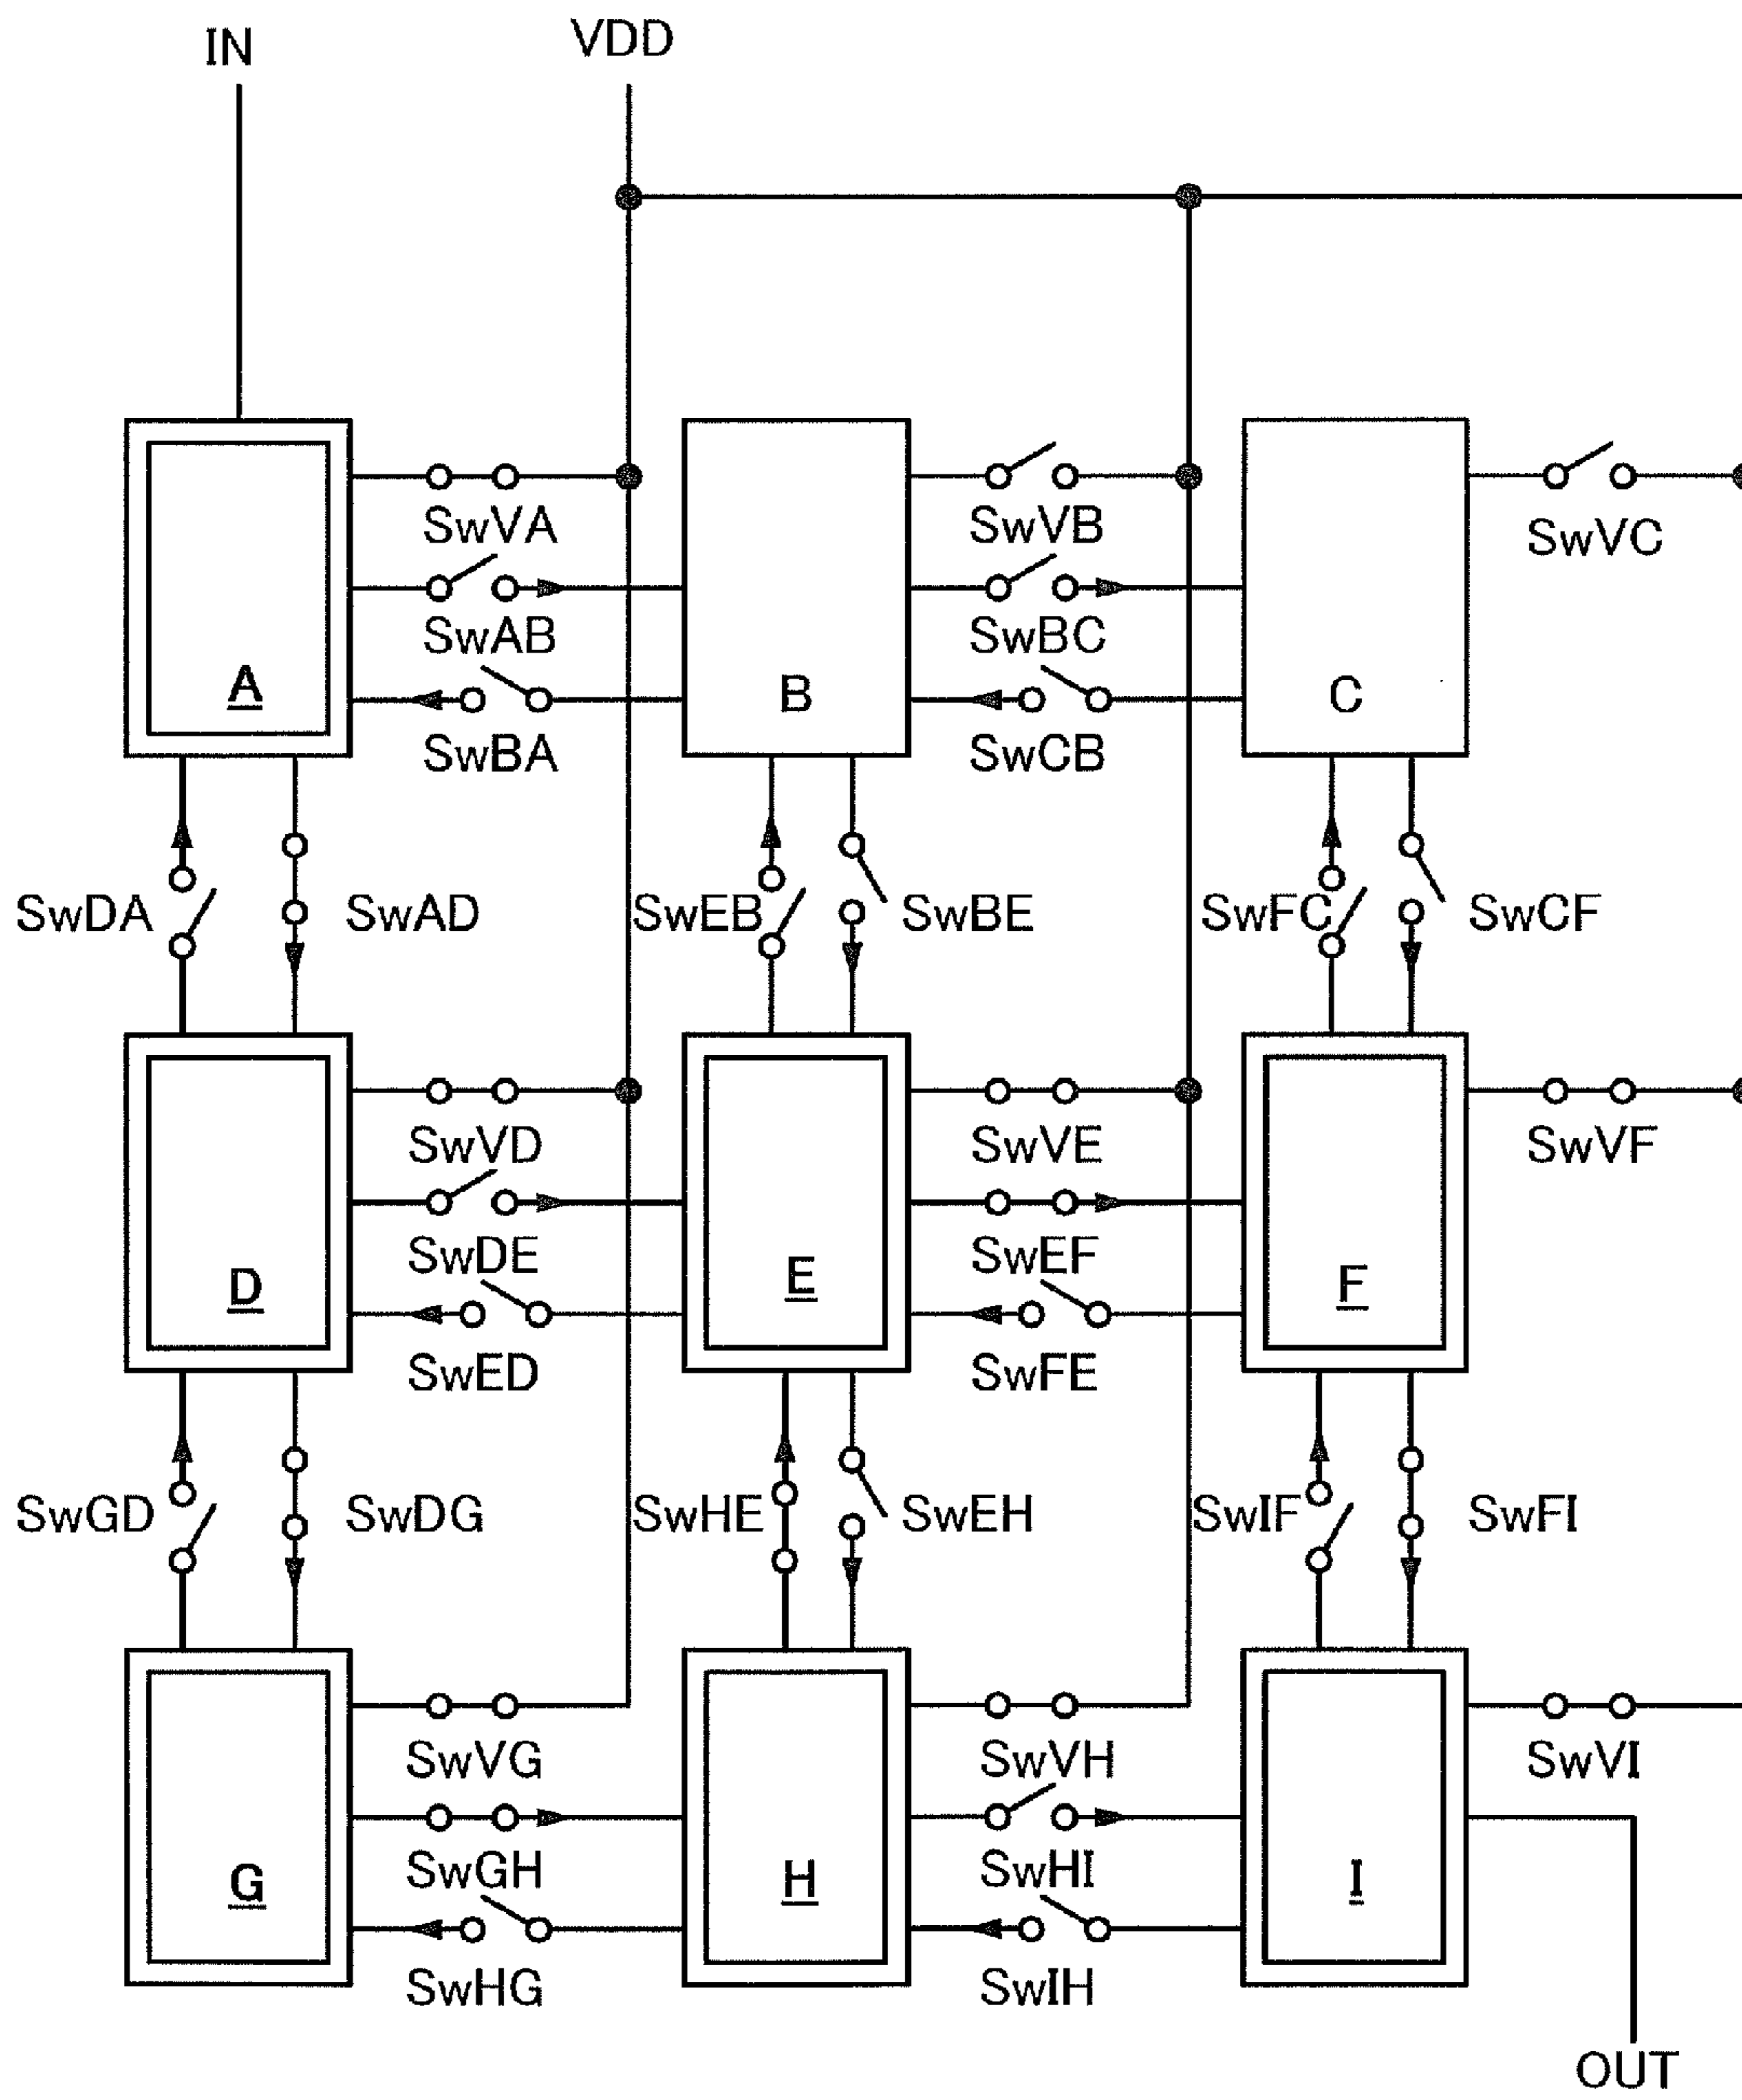 IN VDD
SwVA SwVB SwVC
SwAB SwBC
A B C
SwBA SwCB
SwDA SwAD SwEB SwBE SwFC SwCF
SwVD SwVE SwVF
SwDE SwEF
D E F
SwED SwFE
SwGD SwDG SwHE SwEH SwIF SwFI
SwVG SwVH SwVI
SwGH SwHI
G H I
SwHG SwIH
OUT